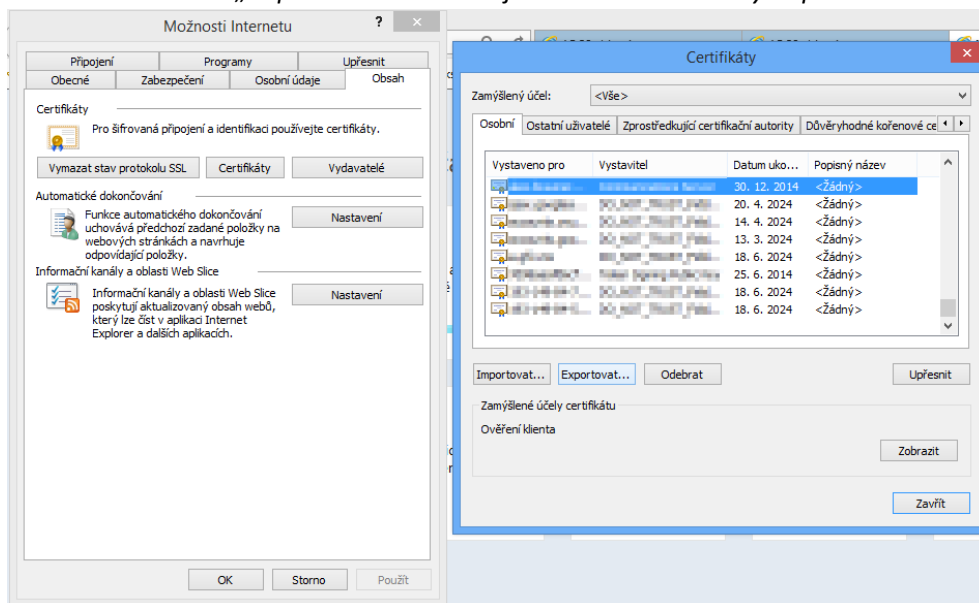 Možnosti Internetu
?
Připojení
Programy
Upřesnit
Obecné
Zabezpečení
Osobní údaje
Obsah
Certifikáty
Pro šifrovaná připojení a identifikaci používejte certifikáty.
Vymazat stav protokolu SSL
Certifikáty
Vydavatelé
Automatické dokončování
Funkce automatického dokončování
uchovává předchozí zadané položky na
webových stránkách a navrhuje
odpovídající položky.
Nastavení
Informační kanály a oblasti Web Slice
Informační kanály a oblasti Web Slice
poskytují aktualizovaný obsah webů,
který lze číst v aplikaci Internet
Explorer a dalších aplikacích.
Nastavení
OK
Storno
Použít
Certifikáty
Zamýšlený účel:
<Vše>
Osobní
Ostatní uživatelé
Zprostředkující certifikační autority
Důvěryhodné kořenové ce
Vystaveno pro
Vystavitel
Datum uko...
Popisný název
30. 12. 2014 <Žádný>
20. 4. 2024 <Žádný>
14. 4. 2024 <Žádný>
13. 3. 2024 <Žádný>
18. 6. 2024 <Žádný>
25. 6. 2014 <Žádný>
18. 6. 2024 <Žádný>
18. 6. 2024 <Žádný>
Importovat...
Exportovat...
Odebrat
Upřesnit
Zamýšlené účely certifikátu
Ověření klienta
Zobrazit
Zavřít